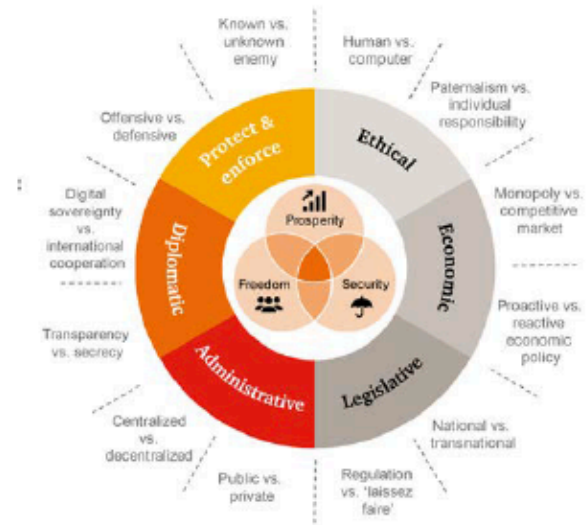 Known vs.
unknown
enemy
Human vs.
computer
Offensive vs.
defensive
Paternalism vs.
individual
responsibility
Protect &
enforce
Ethical
Digital
sovereignty
vs.
international
cooperation
Monopoly vs.
competitive
market
Diplomatic
Economic
Prosperity
Freedom
Security
Transparency
vs. secrecy
Proactive vs.
reactive
economic
policy
Administrative
Legislative
Centralized
vs.
decentralized
National vs.
transnational
Public vs.
private
Regulation
vs. 'laissez
faire'